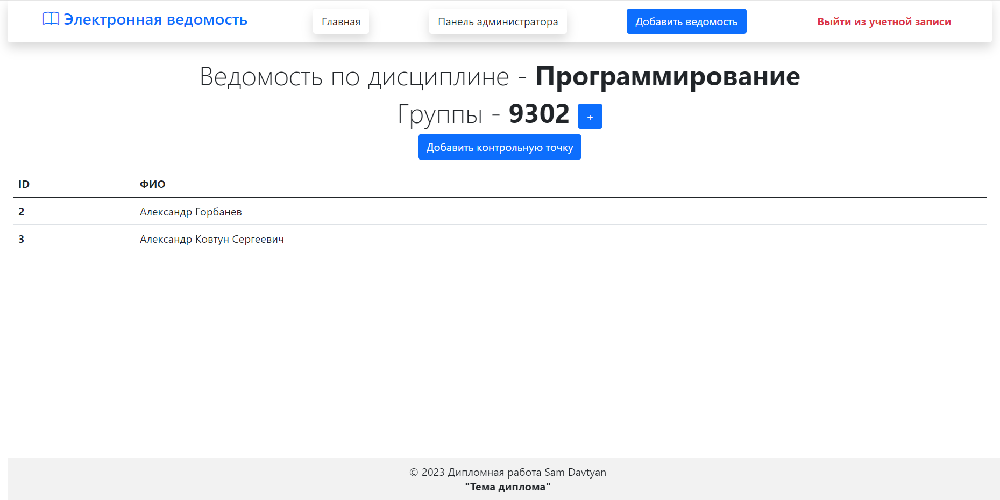 Электронная ведомость
Главная
Панель администратора
Добавить ведомость
Выйти из учетной записи
Ведомость по дисциплине - Программирование
Группы - 9302 +
Добавить контрольную точку
ID ФИО
2 Александр Горбанев
3 Александр Ковтун Сергеевич
© 2023 Дипломная работа Sam Davtyan
"Тема диплома"